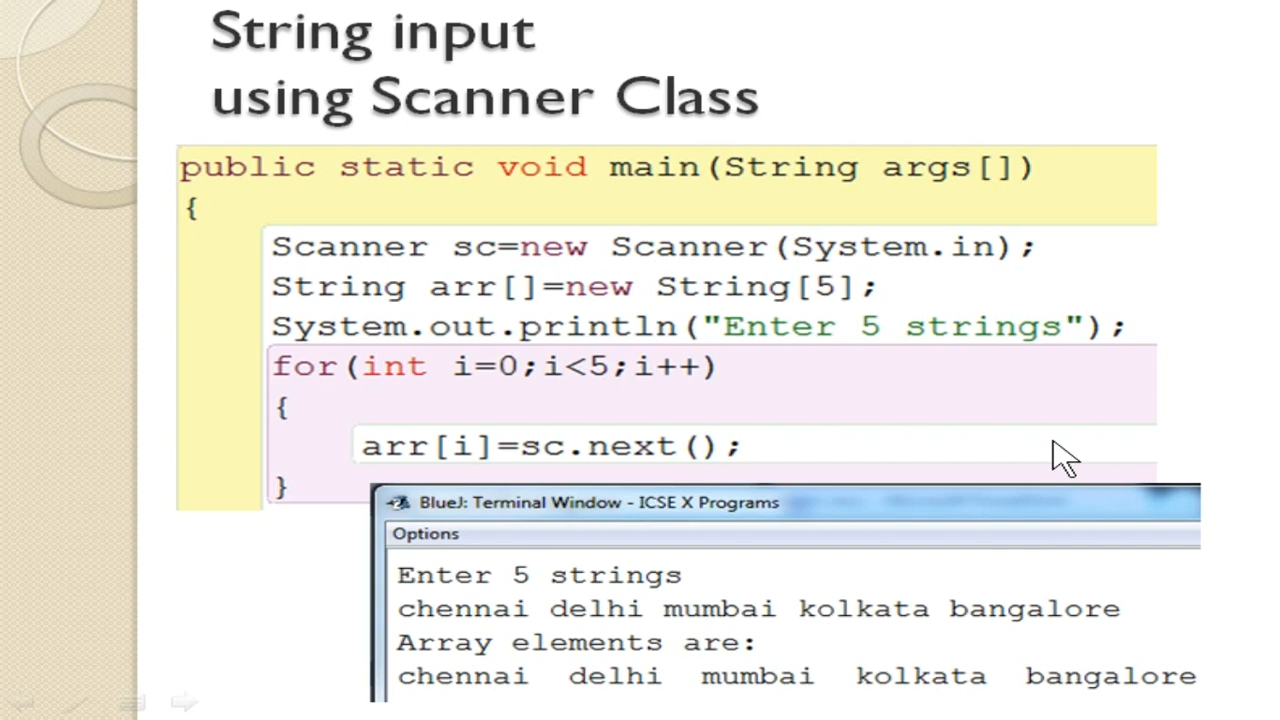 String input
using Scanner Class
public static void main(String args[])
{
Scanner sc=new Scanner(System.in);
String arr[]=new String[5];
System.out.println("Enter 5 strings");
for(int i=0;i<5;i++)
{
arr[i]=sc.next();
}
BlueJ: Terminal Window - ICSE X Programs
Options
Enter 5 strings
chennai delhi mumbai kolkata bangalore
Array elements are:
chennai delhi mumbai kolkata bangalore